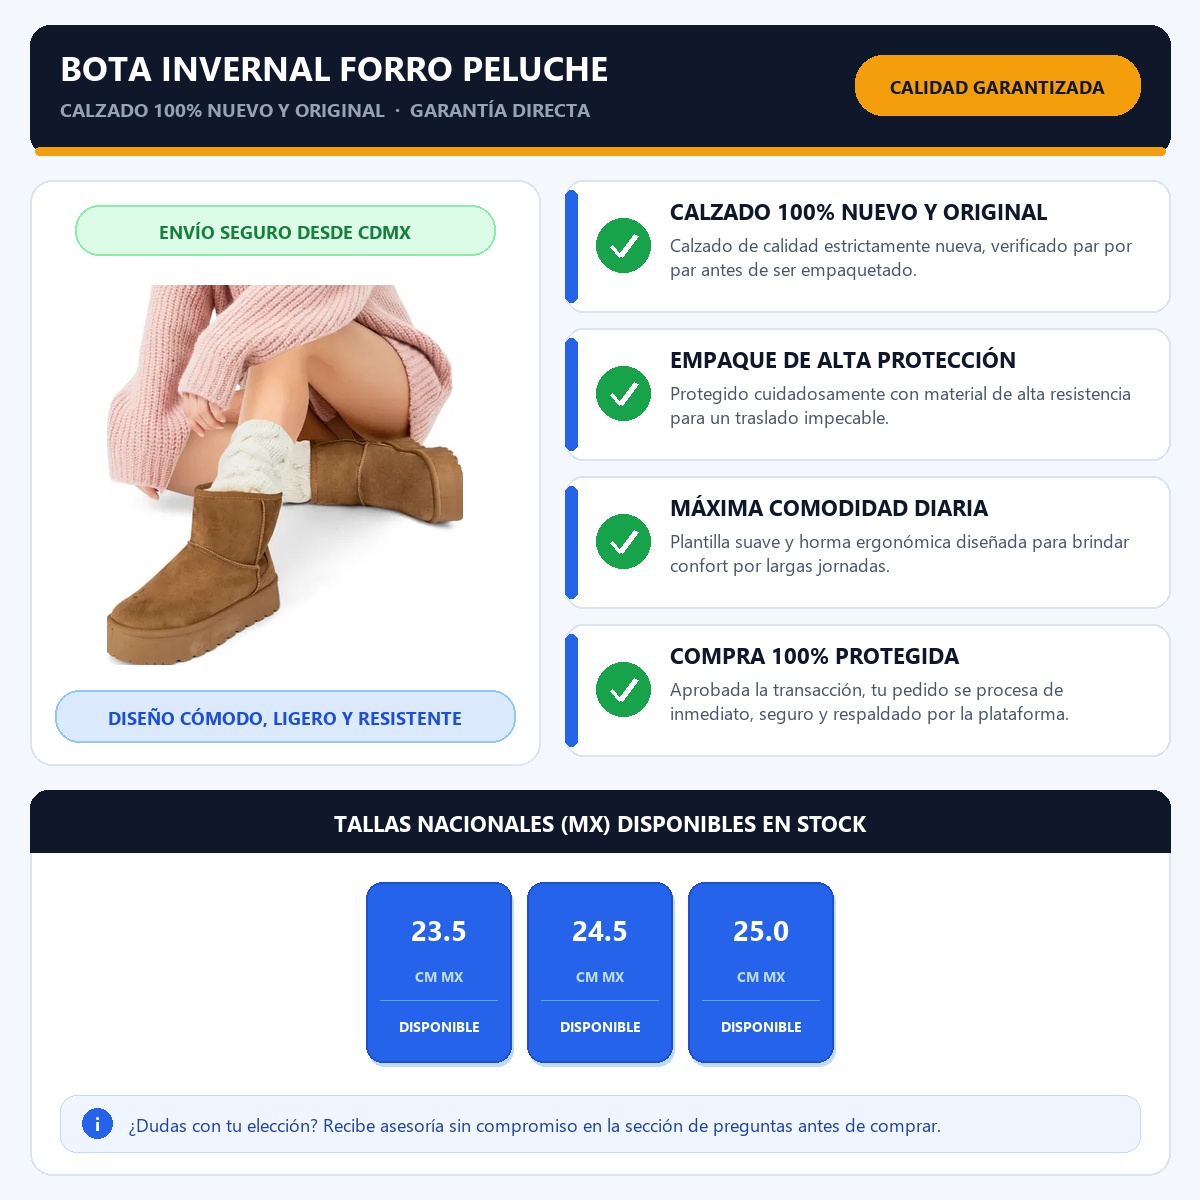 BOTA INVERNAL FORRO PELUCHE
CALZADO 100% NUEVO Y ORIGINAL · GARANTÍA DIRECTA
CALIDAD GARANTIZADA
ENVÍO SEGURO DESDE CDMX
DISEÑO CÓMODO, LIGERO Y RESISTENTE
CALZADO 100% NUEVO Y ORIGINAL
Calzado de calidad estrictamente nueva, verificado par por
par antes de ser empaquetado.
EMPAQUE DE ALTA PROTECCIÓN
Protegido cuidadosamente con material de alta resistencia
para un traslado impecable.
MÁXIMA COMODIDAD DIARIA
Plantilla suave y horma ergonómica diseñada para brindar
confort por largas jornadas.
COMPRA 100% PROTEGIDA
Aprobada la transacción, tu pedido se procesa de
inmediato, seguro y respaldado por la plataforma.
TALLAS NACIONALES (MX) DISPONIBLES EN STOCK
23.5
CM MX
DISPONIBLE
24.5
CM MX
DISPONIBLE
25.0
CM MX
DISPONIBLE
¿Dudas con tu elección? Recibe asesoría sin compromiso en la sección de preguntas antes de comprar.